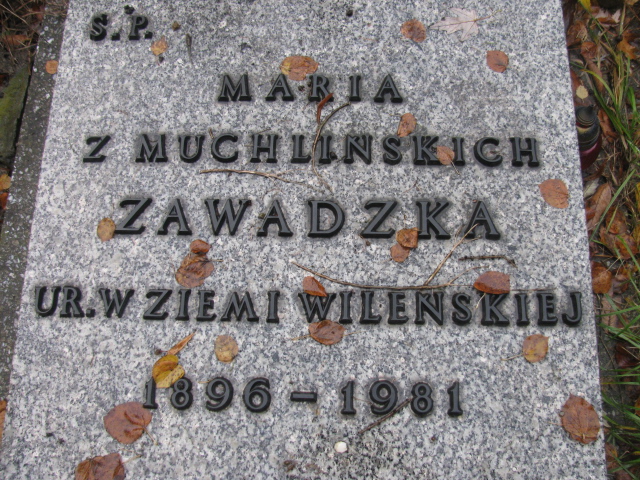 Ś.P.
MARIA
Z MUCHLIŃSKICH
ZAWADZKA
UR. W ZIEMI WILEŃSKIEJ
1896 - 1981